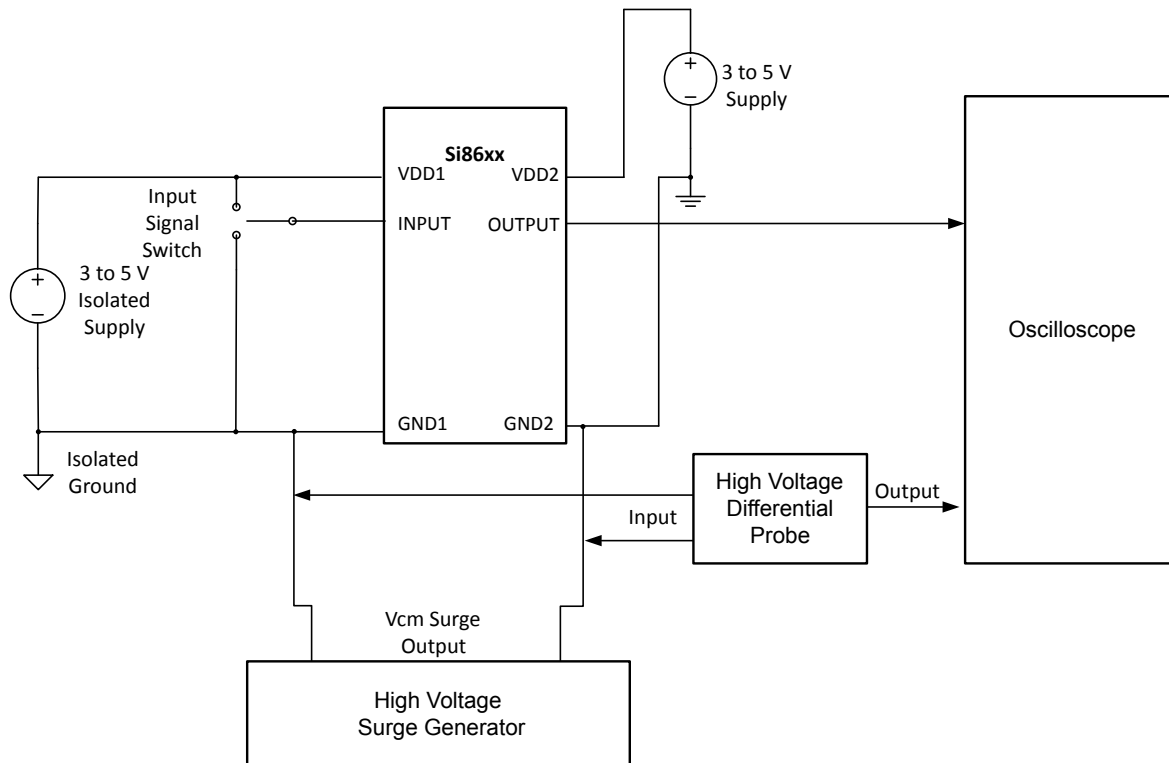 3 to 5 V
Supply
Si86xx
VDD1
VDD2
Input
Signal
Switch
INPUT
OUTPUT
3 to 5 V
Isolated
Supply
Oscilloscope
GND1
GND2
Isolated
Ground
High Voltage
Differential
Probe
Output
Input
Vcm Surge
Output
High Voltage
Surge Generator